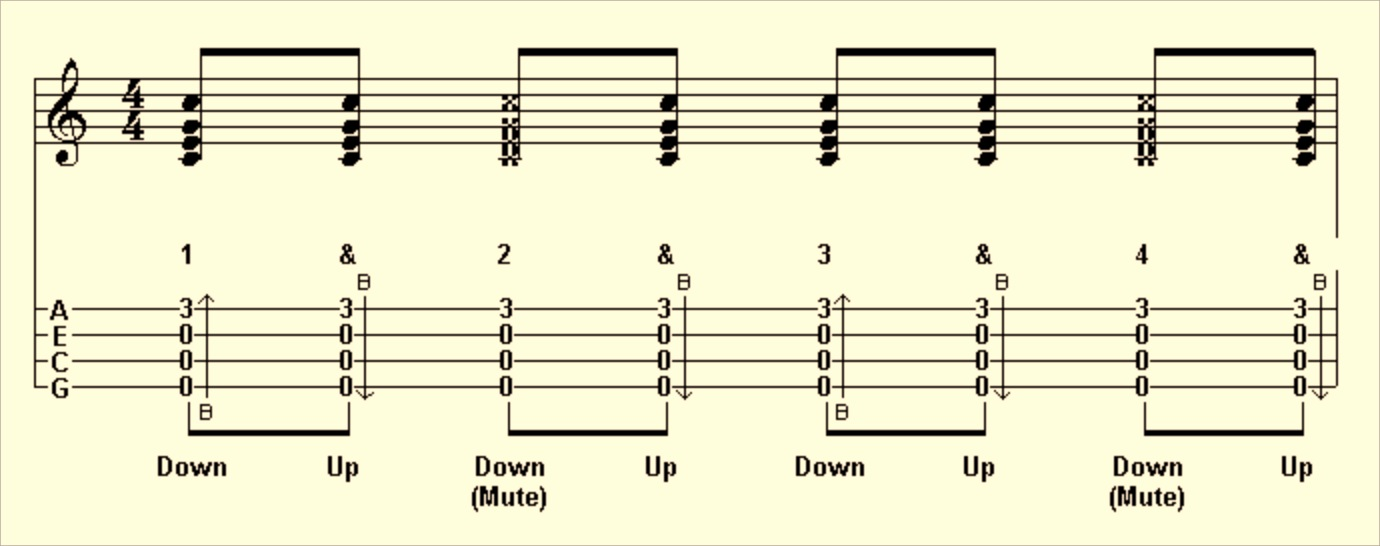 4
4
1 & 2 & 3 & 4 &
B B B B
A 3 3 3 3 3 3 3 3
E 0 0 0 0 0 0 0 0
C 0 0 0 0 0 0 0 0
G 0 0 0 0 0 0 0 0
B B
Down Up Down Up Down Up Down Up
(Mute) (Mute)